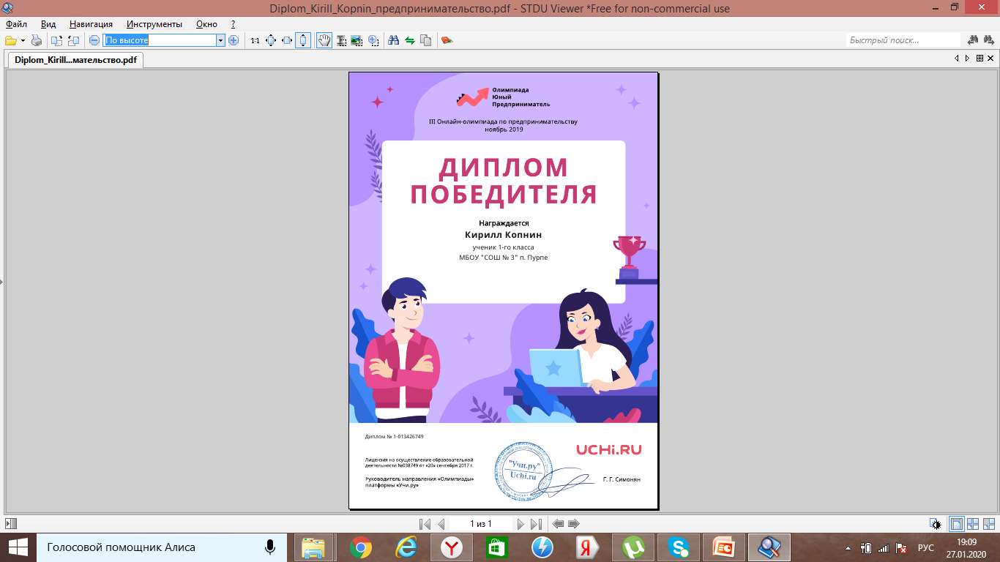 Diplom_Kirill_Kopnin_предпринимательство.pdf - STDU Viewer *Free for non-commercial use
Файл Вид Навигация Инструменты Окно ?
По высоте
1:1
Быстрый поиск...
Diplom_Kirill...мательство.pdf
Олимпиада
Юный
Предприниматель
III Онлайн-олимпиада по предпринимательству
ноябрь 2019
ДИПЛОМ
ПОБЕДИТЕЛЯ
Награждается
Кирилл Копнин
ученик 1-го класса
МБОУ "СОШ № 3" п. Пурпе
Диплом № 1-013426749
UCHi.RU
Лицензия на осуществление образовательной
деятельности №038749 от «20» сентября 2017 г.
"Учи.ру"
Uchi.ru
Руководитель направления «Олимпиады»
платформы «Учи.ру»
Г. Г. Симонян
1 из 1
Голосовой помощник Алиса
РУС
19:09
27.01.2020